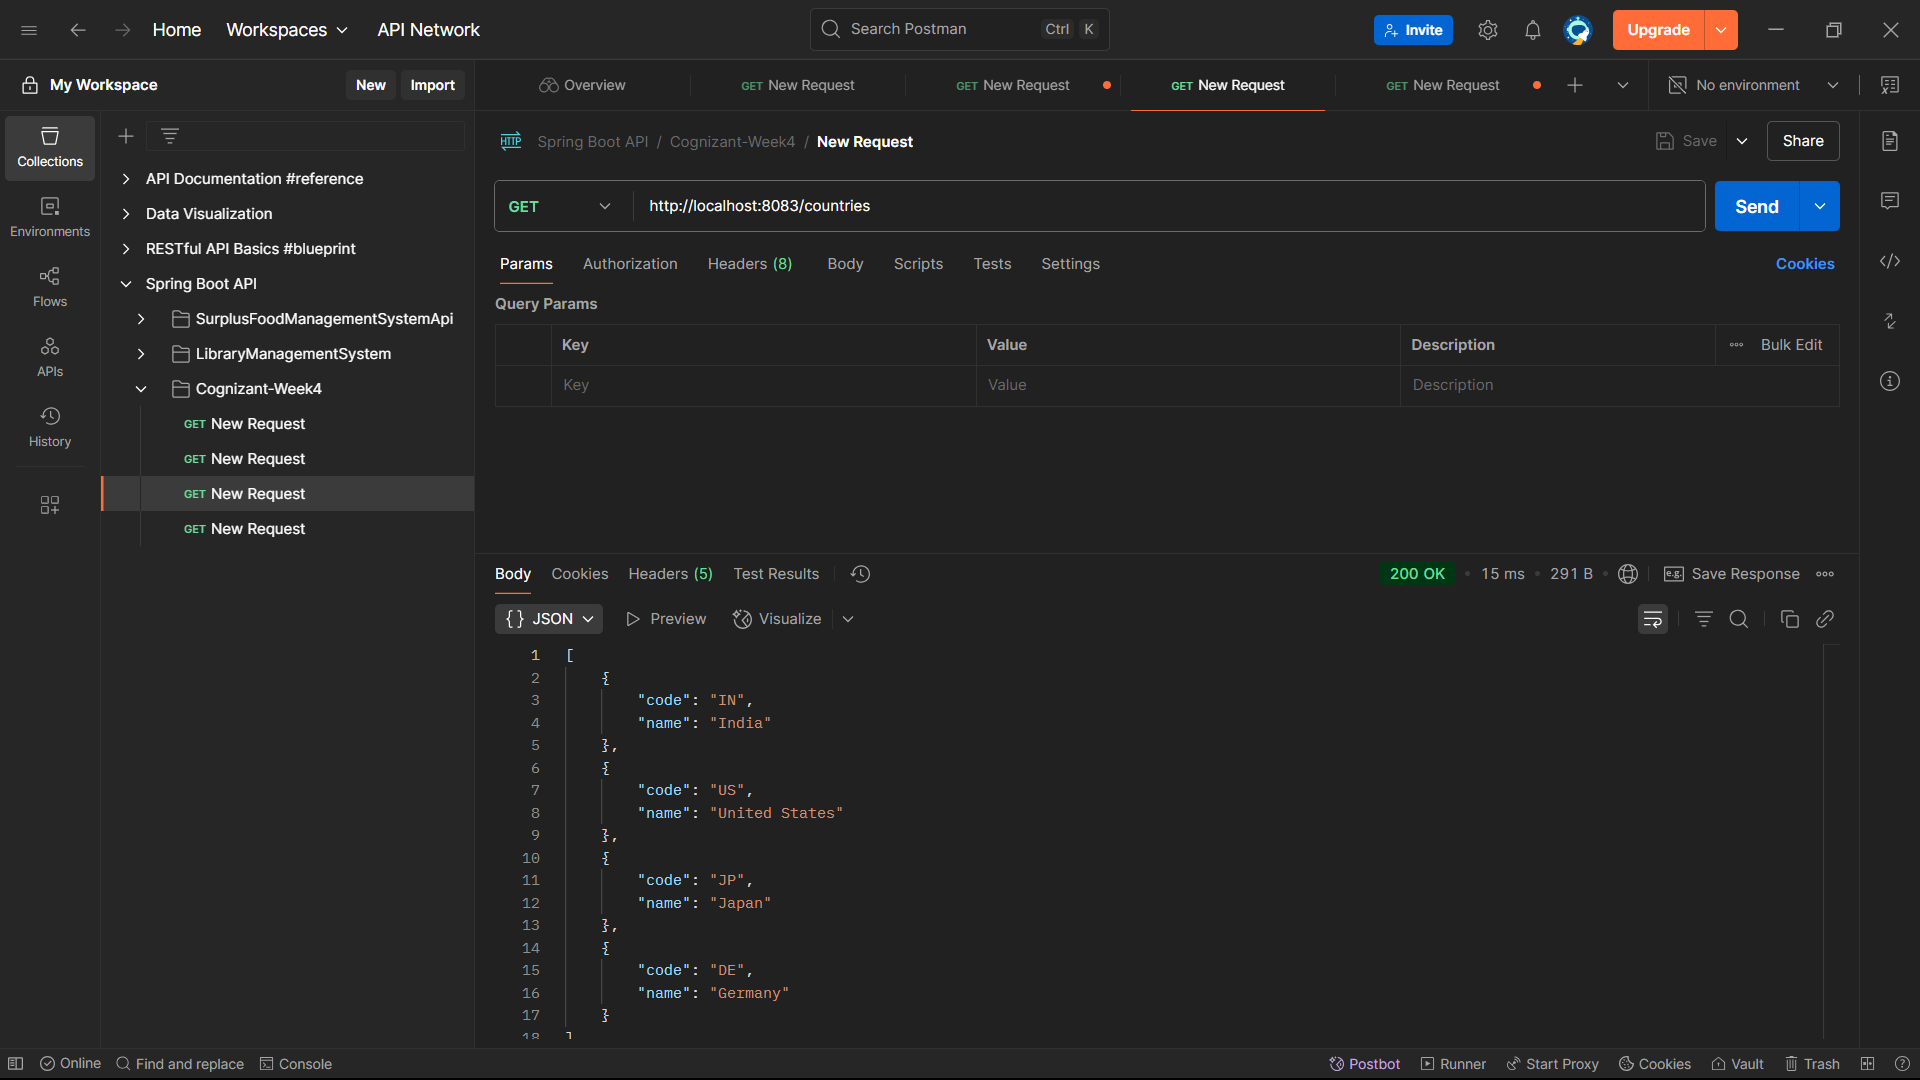 Home Workspaces API Network Search Postman Ctrl K Invite Upgrade
My Workspace New Import Overview GET New Request GET New Request GET New Request GET New Request No environment
Collections
Environments
Flows
APIs
History
API Documentation #reference
Data Visualization
RESTful API Basics #blueprint
Spring Boot API
SurplusFoodManagementSystemApi
LibraryManagementSystem
Cognizant-Week4
GET New Request
GET New Request
GET New Request
GET New Request
HTTP Spring Boot API / Cognizant-Week4 / New Request Save Share
GET http://localhost:8083/countries Send
Params Authorization Headers (8) Body Scripts Tests Settings Cookies
Query Params
Key Value Description Bulk Edit
Key Value Description
Body Cookies Headers (5) Test Results 200 OK 15 ms 291 B e.g. Save Response
{} JSON Preview Visualize
1 [
2 {
3 "code": "IN",
4 "name": "India"
5 },
6 {
7 "code": "US",
8 "name": "United States"
9 },
10 {
11 "code": "JP",
12 "name": "Japan"
13 },
14 {
15 "code": "DE",
16 "name": "Germany"
17 }
18 ]
Online Find and replace Console Postbot Runner Start Proxy Cookies Vault Trash